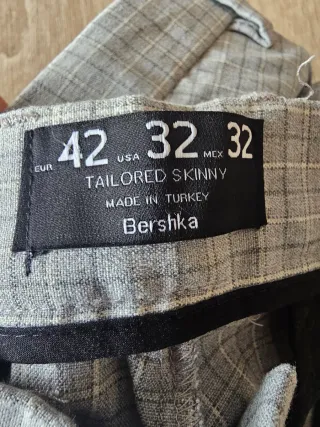 EUR 42 USA 32 MEX 32
TAILORED SKINNY
MADE IN TURKEY
Bershka